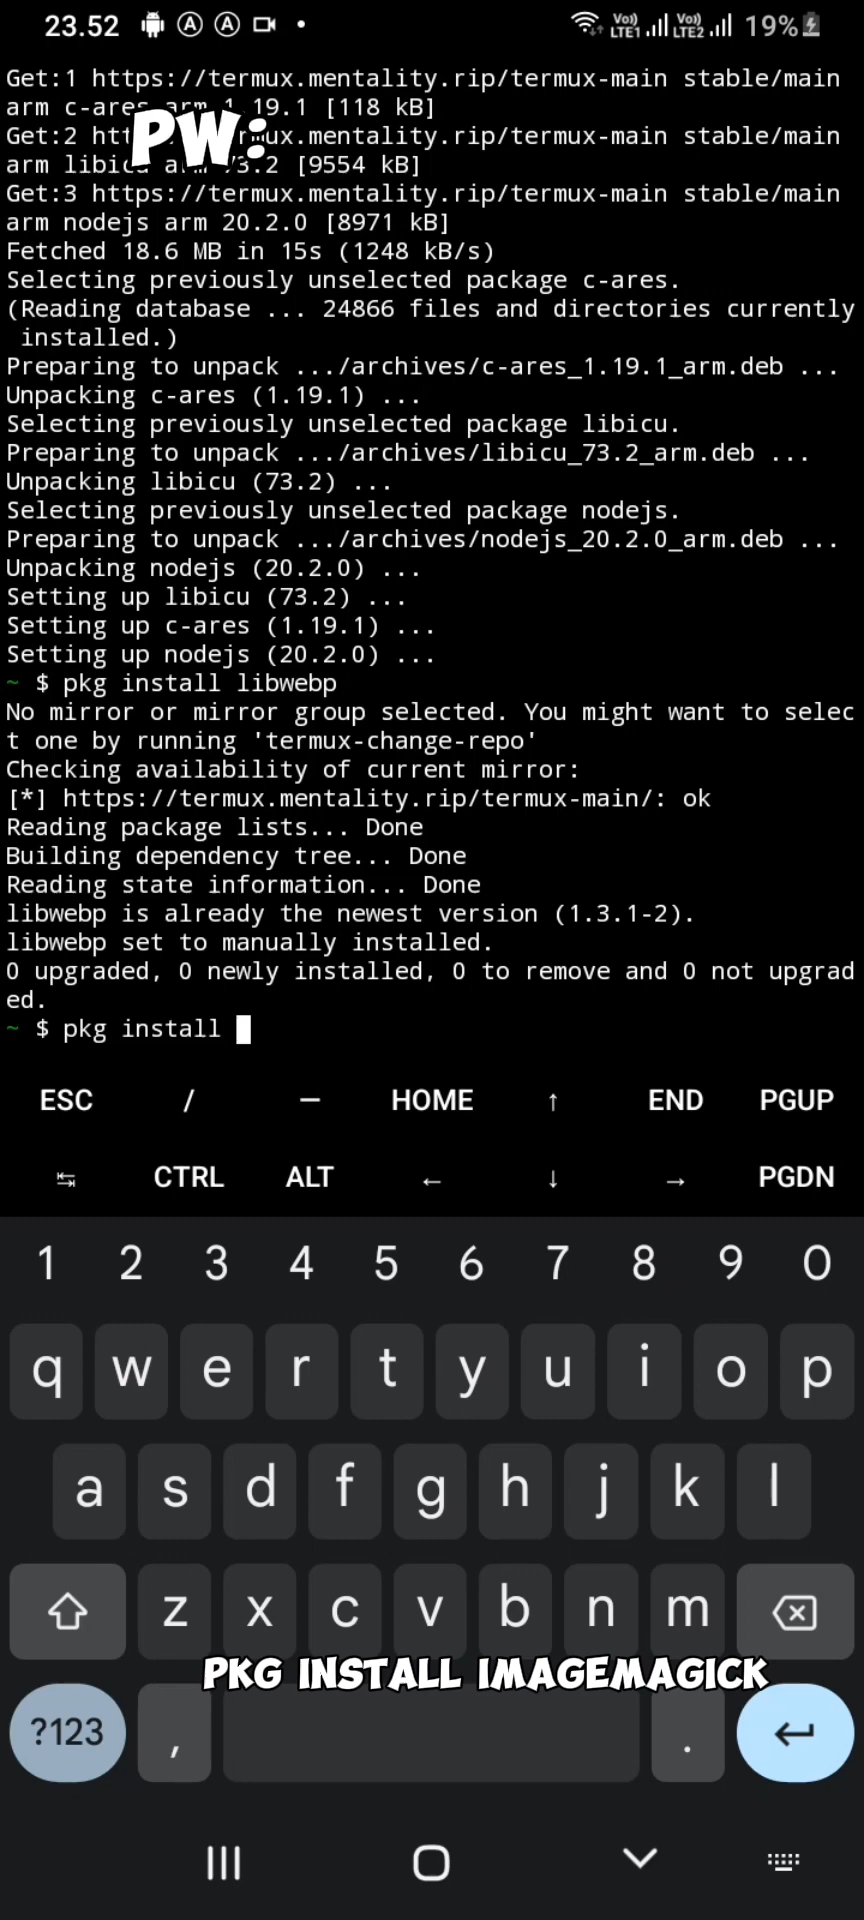 23.52 19%
Vo)) LTE1 Vo)) LTE2
Get:1 https://termux.mentality.rip/termux-main stable/main
arm c-ares arm 1.19.1 [118 kB]
PW:
Get:2 ux.mentality.rip/termux-main stable/main
arm 73.2 [9554 kB]
Get:3 https://termux.mentality.rip/termux-main stable/main
arm nodejs arm 20.2.0 [8971 kB]
Fetched 18.6 MB in 15s (1248 kB/s)
Selecting previously unselected package c-ares.
(Reading database ... 24866 files and directories currently
installed.)
Preparing to unpack .../archives/c-ares_1.19.1_arm.deb ...
Unpacking c-ares (1.19.1) ...
Selecting previously unselected package libicu.
Preparing to unpack .../archives/libicu_73.2_arm.deb ...
Unpacking libicu (73.2) ...
Selecting previously unselected package nodejs.
Preparing to unpack .../archives/nodejs_20.2.0_arm.deb ...
Unpacking nodejs (20.2.0) ...
Setting up libicu (73.2) ...
Setting up c-ares (1.19.1) ...
Setting up nodejs (20.2.0) ...
~ $ pkg install libwebp
No mirror or mirror group selected. You might want to selec
t one by running 'termux-change-repo'
Checking availability of current mirror:
[*] https://termux.mentality.rip/termux-main/: ok
Reading package lists... Done
Building dependency tree... Done
Reading state information... Done
libwebp is already the newest version (1.3.1-2).
libwebp set to manually installed.
0 upgraded, 0 newly installed, 0 to remove and 0 not upgrad
ed.
~ $ pkg install
ESC / — HOME ↑ END PGUP
↹ CTRL ALT ← ↓ → PGDN
1 2 3 4 5 6 7 8 9 0
q w e r t y u i o p
a s d f g h j k l
z x c v b n m
PKG INSTALL IMAGEMAGICK
?123 , .